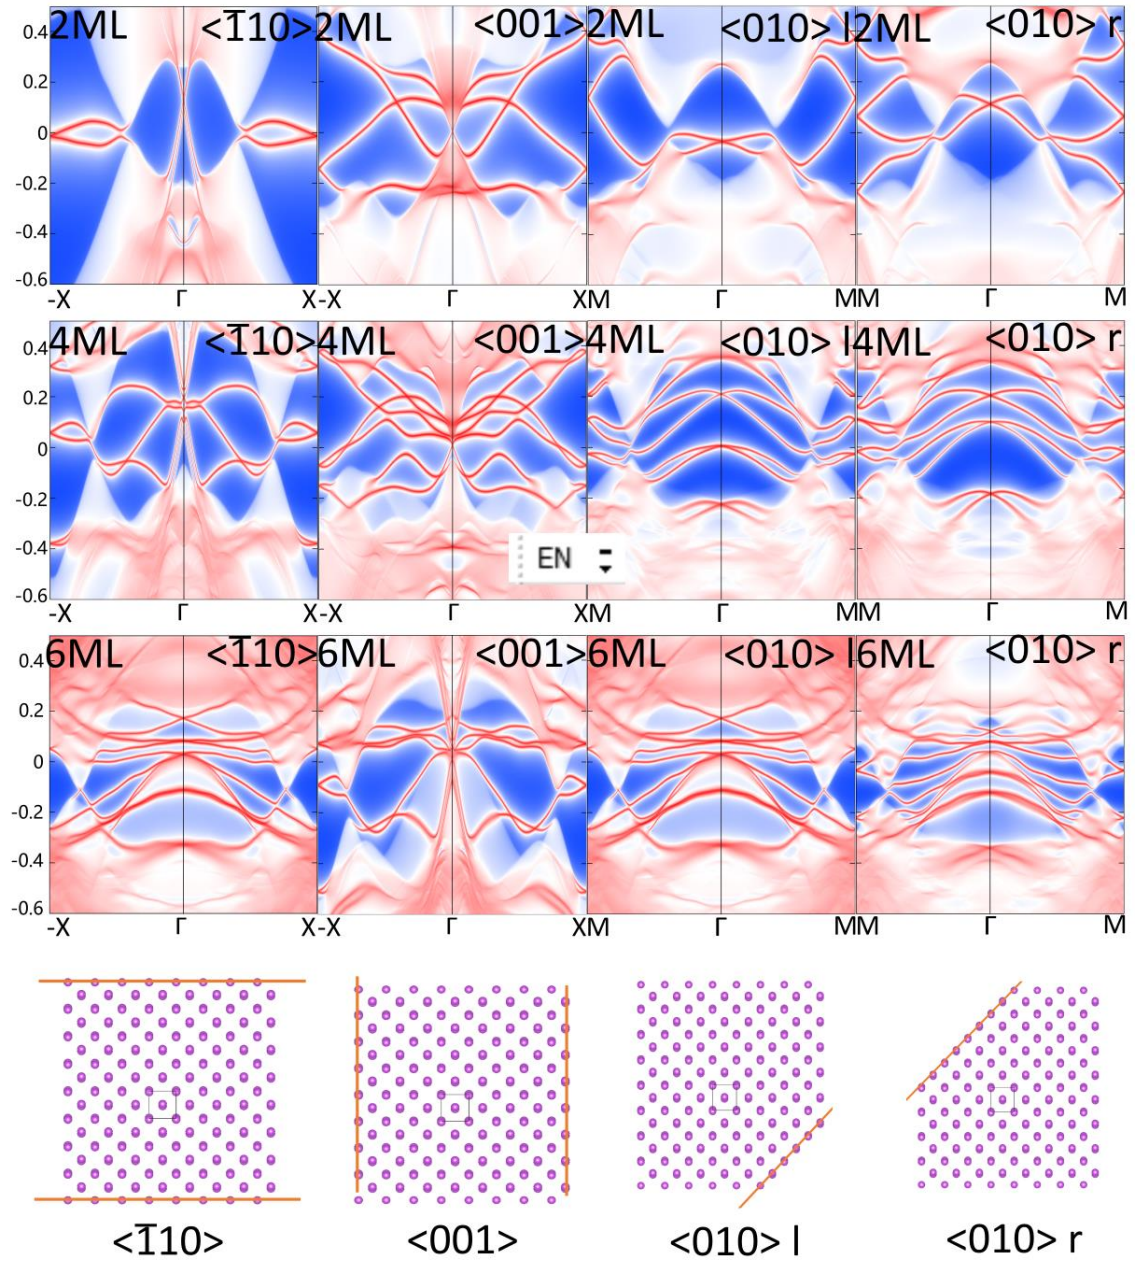 2ML <1̅10> 2ML <001> 2ML <010> l 2ML <010> r
0.4
0.2
0
-0.2
-0.4
-0.6
-X Γ X -X Γ X M Γ M M Γ M
4ML <1̅10> 4ML <001> 4ML <010> l 4ML <010> r
0.4
0.2
0
-0.2
-0.4
-0.6
EN
-X Γ X -X Γ X M Γ M M Γ M
6ML <1̅10> 6ML <001> 6ML <010> l 6ML <010> r
0.4
0.2
0
-0.2
-0.4
-0.6
-X Γ X -X Γ X M Γ M M Γ M
<1̅10> <001> <010> l <010> r